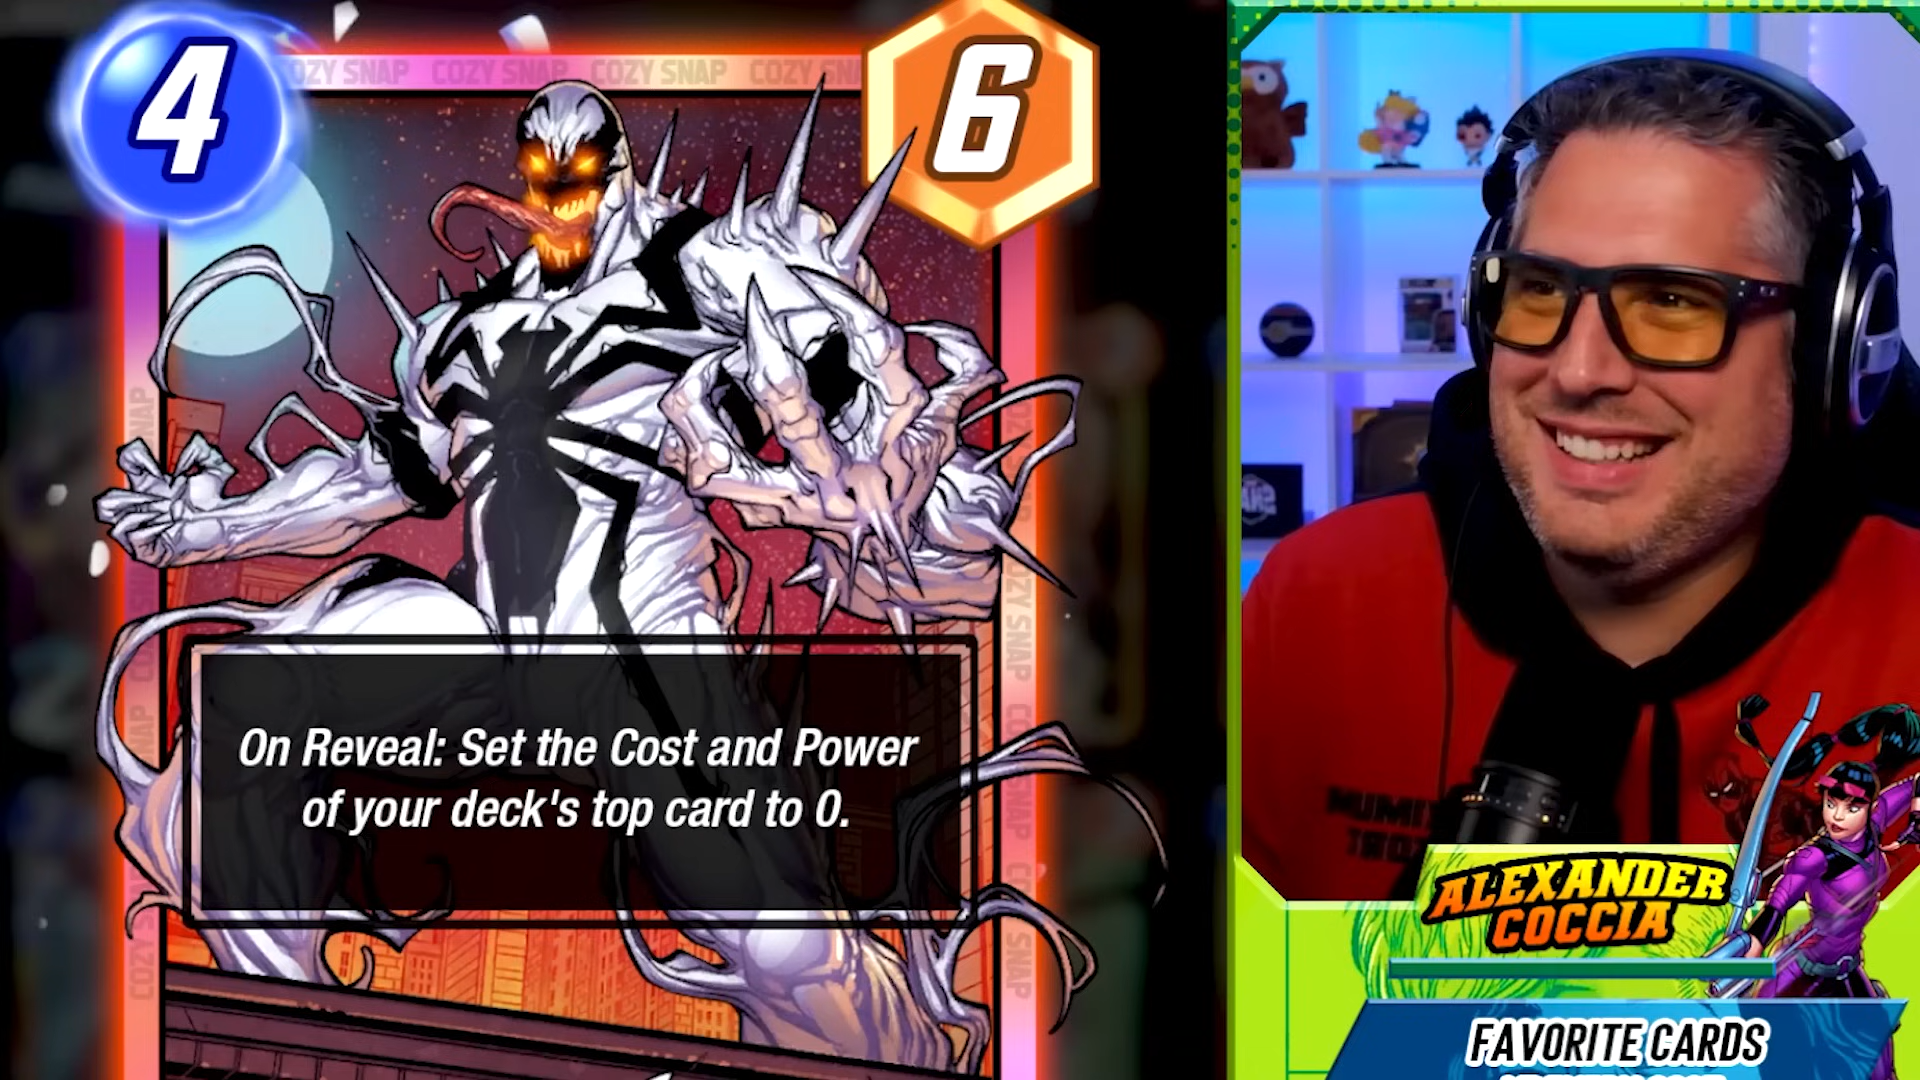 4
6
COZY SNAP COZY SNAP COZY SNAP
On Reveal: Set the Cost and Power
of your deck's top card to 0.
ALEXANDER
COCCIA
FAVORITE CARDS